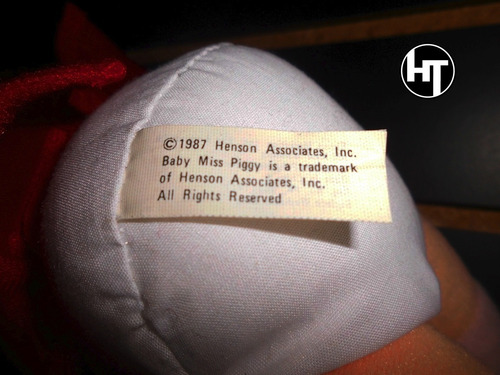 HT
©1987 Henson Associates, Inc.
Baby Miss Piggy is a trademark
of Henson Associates, Inc.
All Rights Reserved